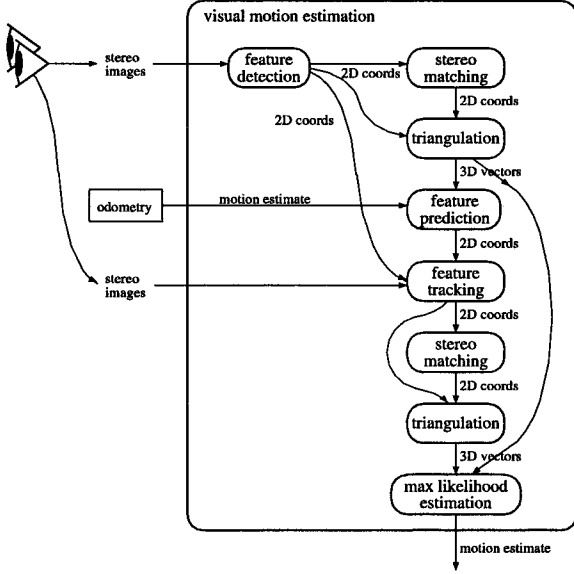 visual motion estimation
stereo
images
feature
detection
2D coords
stereo
matching
2D coords
2D coords
triangulation
3D vectors
odometry
motion estimate
feature
prediction
2D coords
stereo
images
feature
tracking
2D coords
stereo
matching
2D coords
triangulation
3D vectors
max likelihood
estimation
motion estimate